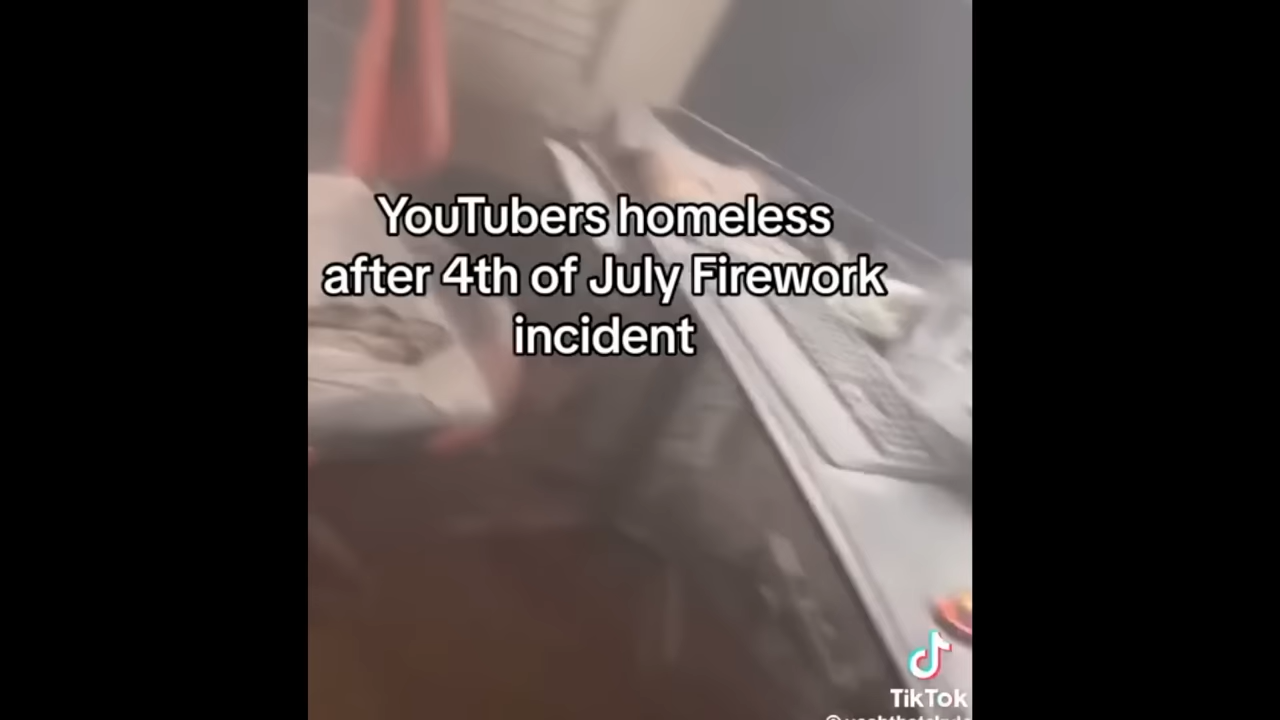 YouTubers homeless
after 4th of July Firework
incident
TikTok